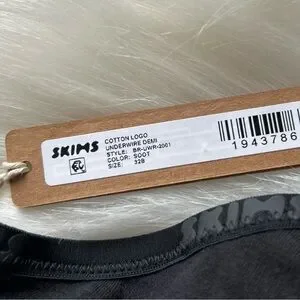 SKIMS
COTTON LOGO
UNDERWIRE DEMI
STYLE: BR-UWR-2001
COLOR: SOOT
SIZE: 32B
1943786